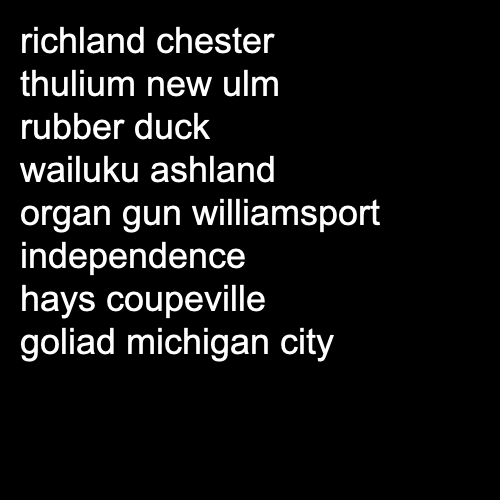 richland chester
thulium new ulm
rubber duck
wailuku ashland
organ gun williamsport
independence
hays coupeville
goliad michigan city